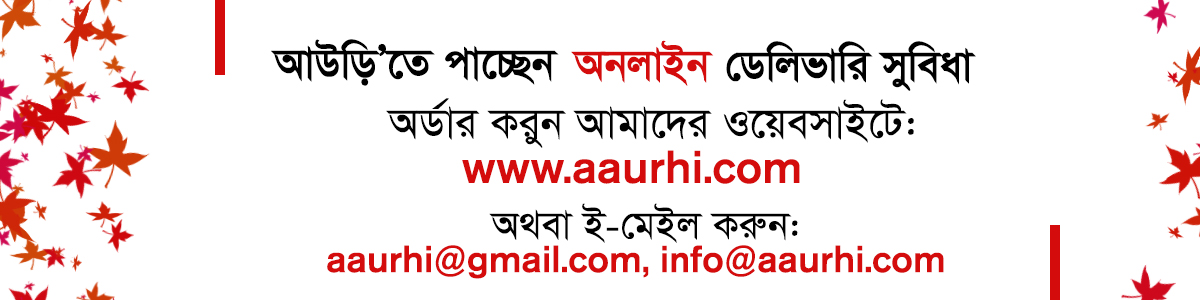 আউড়ি'তে পাচ্ছেন অনলাইন ডেলিভারি সুবিধা
অর্ডার করুন আমাদের ওয়েবসাইটে:
www.aaurhi.com
অথবা ই-মেইল করুন:
aaurhi@gmail.com, info@aaurhi.com